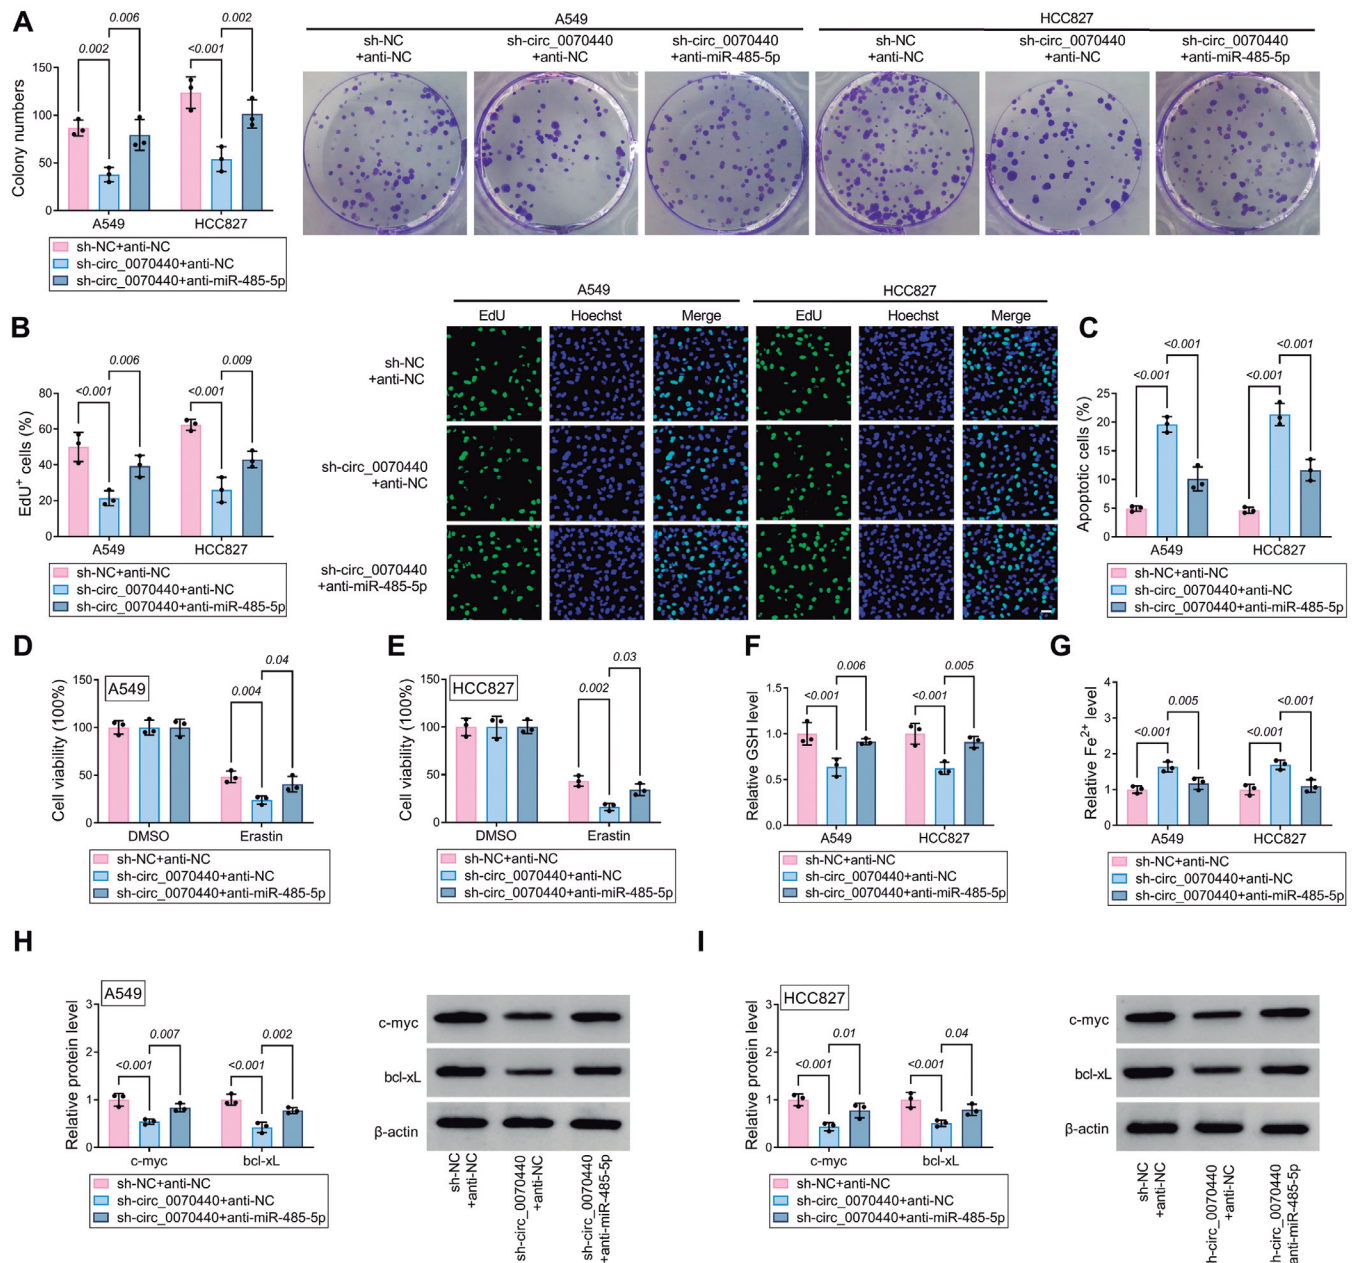 A
0.006
0.002
0.002
<0.001
150
100
50
0
Colony numbers
A549
HCC827
sh-NC+anti-NC
sh-circ_0070440+anti-NC
sh-circ_0070440+anti-miR-485-5p
A549
HCC827
sh-NC
+anti-NC
sh-circ_0070440
+anti-NC
sh-circ_0070440
+anti-miR-485-5p
sh-NC
+anti-NC
sh-circ_0070440
+anti-NC
sh-circ_0070440
+anti-miR-485-5p
B
0.006
0.009
<0.001
<0.001
80
60
40
20
0
EdU+ cells (%)
A549
HCC827
sh-NC+anti-NC
sh-circ_0070440+anti-NC
sh-circ_0070440+anti-miR-485-5p
A549
HCC827
EdU
Hoechst
Merge
EdU
Hoechst
Merge
sh-NC
+anti-NC
sh-circ_0070440
+anti-NC
sh-circ_0070440
+anti-miR-485-5p
C
<0.001
<0.001
<0.001
<0.001
25
20
15
10
5
0
Apoptotic cells (%)
A549
HCC827
sh-NC+anti-NC
sh-circ_0070440+anti-NC
sh-circ_0070440+anti-miR-485-5p
D
A549
0.04
0.004
150
100
50
0
Cell viability (100%)
DMSO
Erastin
sh-NC+anti-NC
sh-circ_0070440+anti-NC
sh-circ_0070440+anti-miR-485-5p
E
HCC827
0.03
0.002
150
100
50
0
Cell viability (100%)
DMSO
Erastin
sh-NC+anti-NC
sh-circ_0070440+anti-NC
sh-circ_0070440+anti-miR-485-5p
F
0.006
0.005
<0.001
<0.001
1.5
1.0
0.5
0.0
Relative GSH level
A549
HCC827
sh-NC+anti-NC
sh-circ_0070440+anti-NC
sh-circ_0070440+anti-miR-485-5p
G
0.005
<0.001
<0.001
<0.001
4
3
2
1
0
Relative Fe2+ level
A549
HCC827
sh-NC+anti-NC
sh-circ_0070440+anti-NC
sh-circ_0070440+anti-miR-485-5p
H
A549
0.007
0.002
<0.001
<0.001
3
2
1
0
Relative protein level
c-myc
bcl-xL
sh-NC+anti-NC
sh-circ_0070440+anti-NC
sh-circ_0070440+anti-miR-485-5p
c-myc
bcl-xL
β-actin
sh-NC
+anti-NC
sh-circ_0070440
+anti-NC
sh-circ_0070440
+anti-miR-485-5p
I
HCC827
0.01
0.04
<0.001
<0.001
3
2
1
0
Relative protein level
c-myc
bcl-xL
sh-NC+anti-NC
sh-circ_0070440+anti-NC
sh-circ_0070440+anti-miR-485-5p
c-myc
bcl-xL
β-actin
sh-NC
+anti-NC
h-circ_0070440
+anti-NC
h-circ_0070440
anti-miR-485-5p